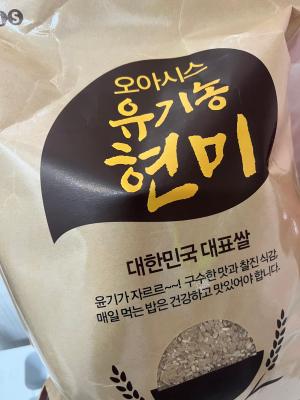 오아시스
유기농
현미
대한민국 대표쌀
윤기가 자르르~~! 구수한 맛과 찰진 식감,
매일 먹는 밥은 건강하고 맛있어야 합니다.